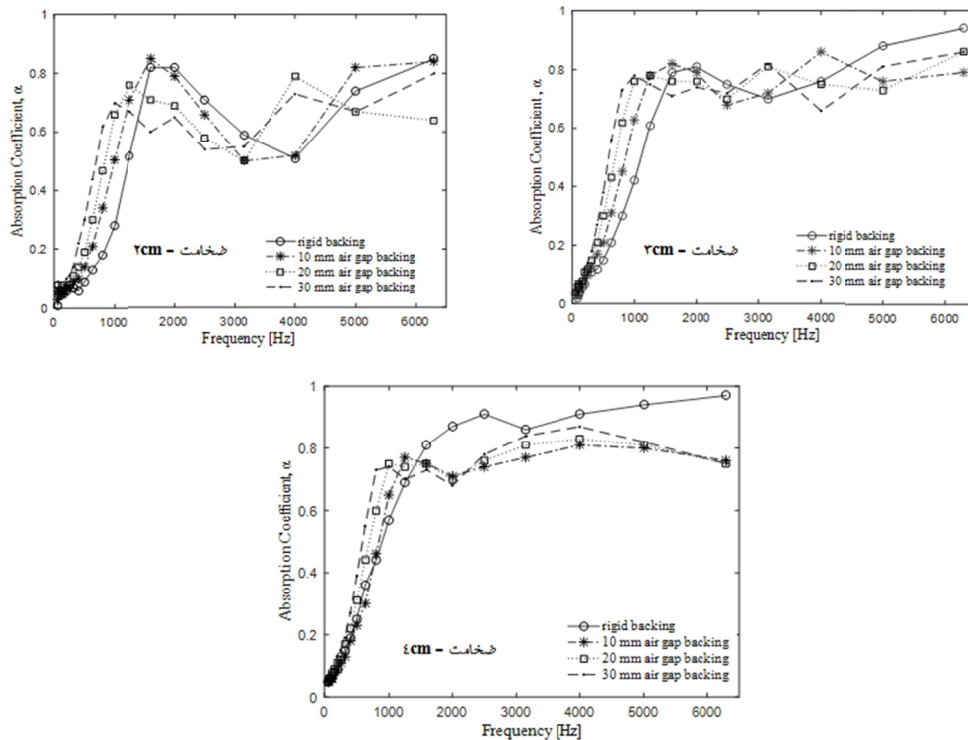 1
0.8
0.6
0.4
0.2
0
Absorption Coefficient, α
ضخامت – ٢cm
rigid backing
10 mm air gap backing
20 mm air gap backing
30 mm air gap backing
0 1000 2000 3000 4000 5000 6000
Frequency [Hz]
1
0.8
0.6
0.4
0.2
0
Absorption Coefficient, α
ضخامت – ٣cm
rigid backing
10 mm air gap backing
20 mm air gap backing
30 mm air gap backing
0 1000 2000 3000 4000 5000 6000
Frequency [Hz]
1
0.8
0.6
0.4
0.2
0
Absorption Coefficient, α
ضخامت – ٤cm
rigid backing
10 mm air gap backing
20 mm air gap backing
30 mm air gap backing
0 1000 2000 3000 4000 5000 6000
Frequency [Hz]